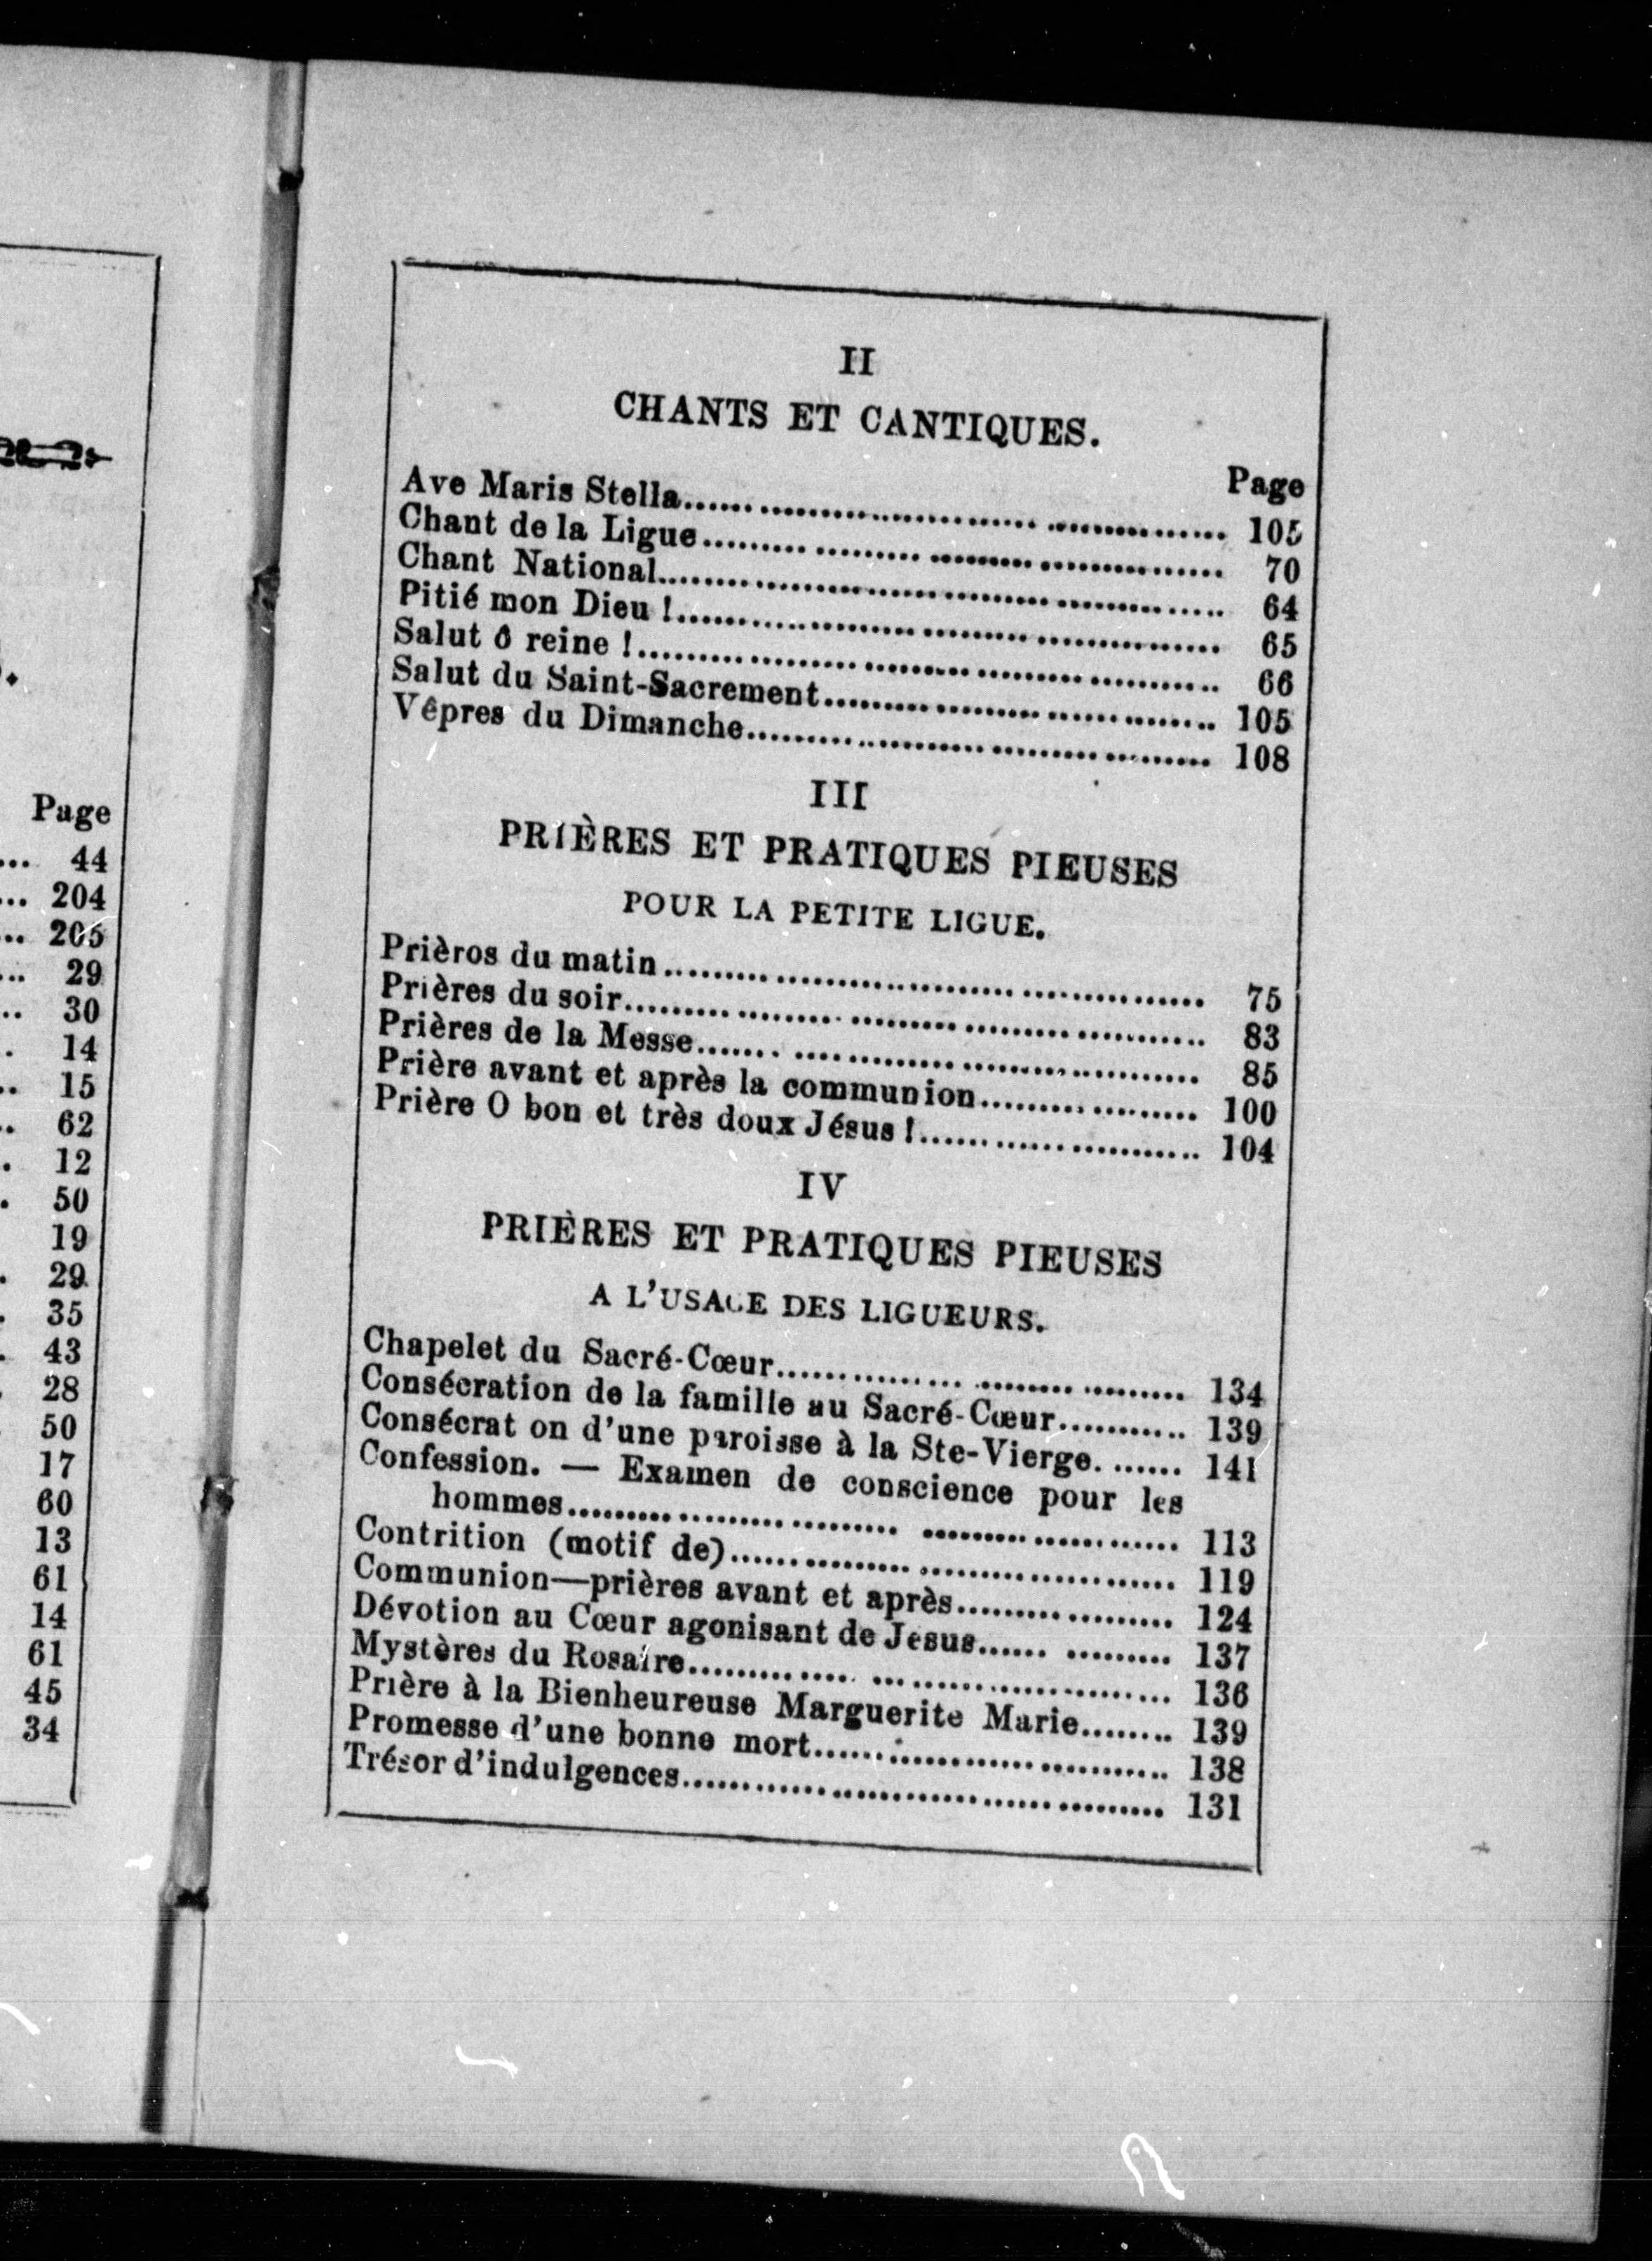 Page
... 44
... 204
.. 205
... 29
.. 30
. 14
.. 15
.. 62
. 12
. 50
19
. 29
. 35
. 43
. 28
50
17
60
13
61
14
61
45
34
II
CHANTS ET CANTIQUES.
Page
Ave Maris Stella........................................ 105
Chant de la Ligue........................................ 70
Chant National........................................ 64
Pitié mon Dieu !........................................ 65
Salut ô reine !........................................ 66
Salut du Saint-Sacrement.............................. 105
Vêpres du Dimanche.................................... 108
III
PRIÈRES ET PRATIQUES PIEUSES
POUR LA PETITE LIGUE.
Prièros du matin........................................ 75
Prières du soir........................................ 83
Prières de la Messe.................................... 85
Prière avant et après la communion.................. 100
Prière O bon et très doux Jésus !...................... 104
IV
PRIÈRES ET PRATIQUES PIEUSES
A L'USAGE DES LIGUEURS.
Chapelet du Sacré-Cœur.............................. 134
Consécration de la famille au Sacré-Cœur........... 139
Consécrat on d'une paroisse à la Ste-Vierge. ...... 141
Confession. — Examen de conscience pour les
hommes........................................ 113
Contrition (motif de).................................. 119
Communion—prières avant et après.................. 124
Dévotion au Cœur agonisant de Jesus...... ......... 137
Mystères du Rosaire.................................... 136
Prière à la Bienheureuse Marguerite Marie........ 139
Promesse d'une bonne mort............................ 138
Trésor d'indulgences.................................... 131